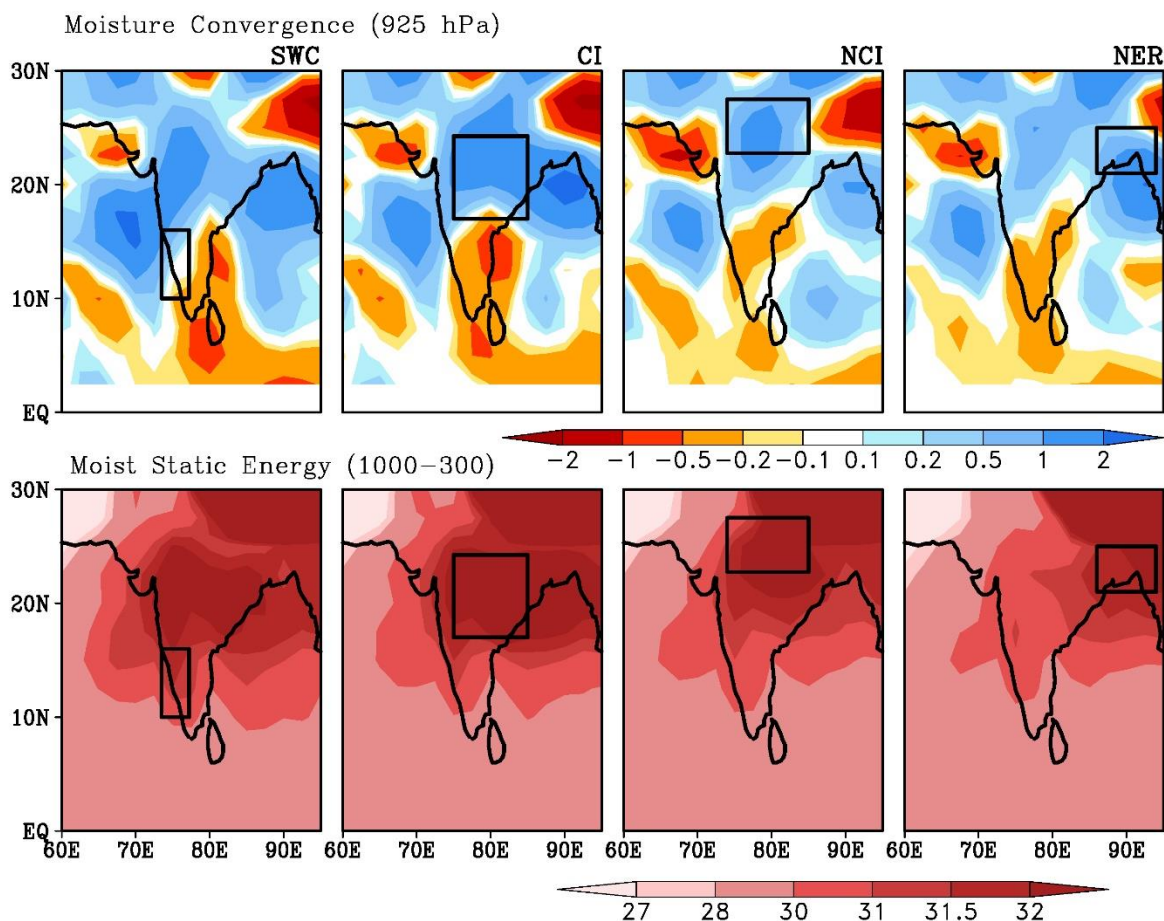 Moisture Convergence (925 hPa)
SWC CI NCI NER
30N
20N
10N
EQ
-2 -1 -0.5 -0.2 -0.1 0.1 0.2 0.5 1 2
Moist Static Energy (1000-300)
30N
20N
10N
EQ
60E 70E 80E 90E 60E 70E 80E 90E 60E 70E 80E 90E 60E 70E 80E 90E
27 28 30 31 31.5 32